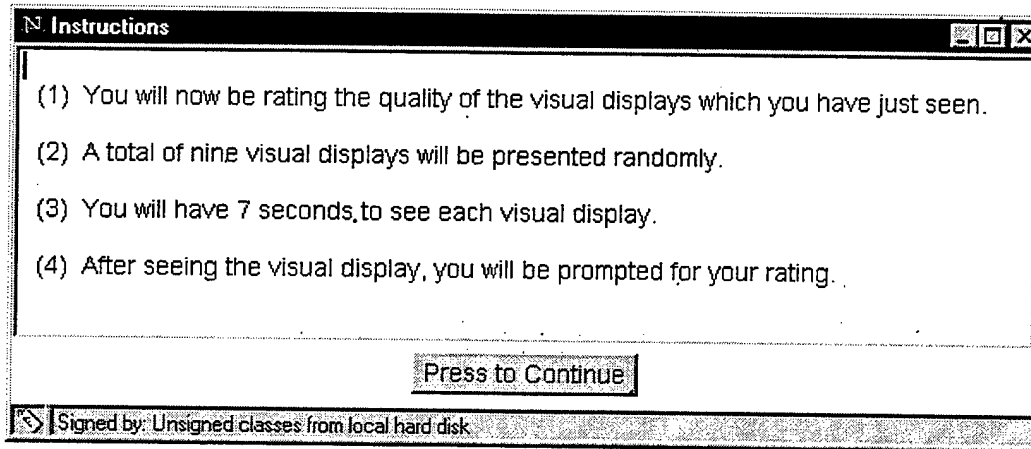 N Instructions
(1) You will now be rating the quality of the visual displays which you have just seen.
(2) A total of nine visual displays will be presented randomly.
(3) You will have 7 seconds to see each visual display.
(4) After seeing the visual display, you will be prompted for your rating.
Press to Continue
Signed by: Unsigned classes from local hard disk